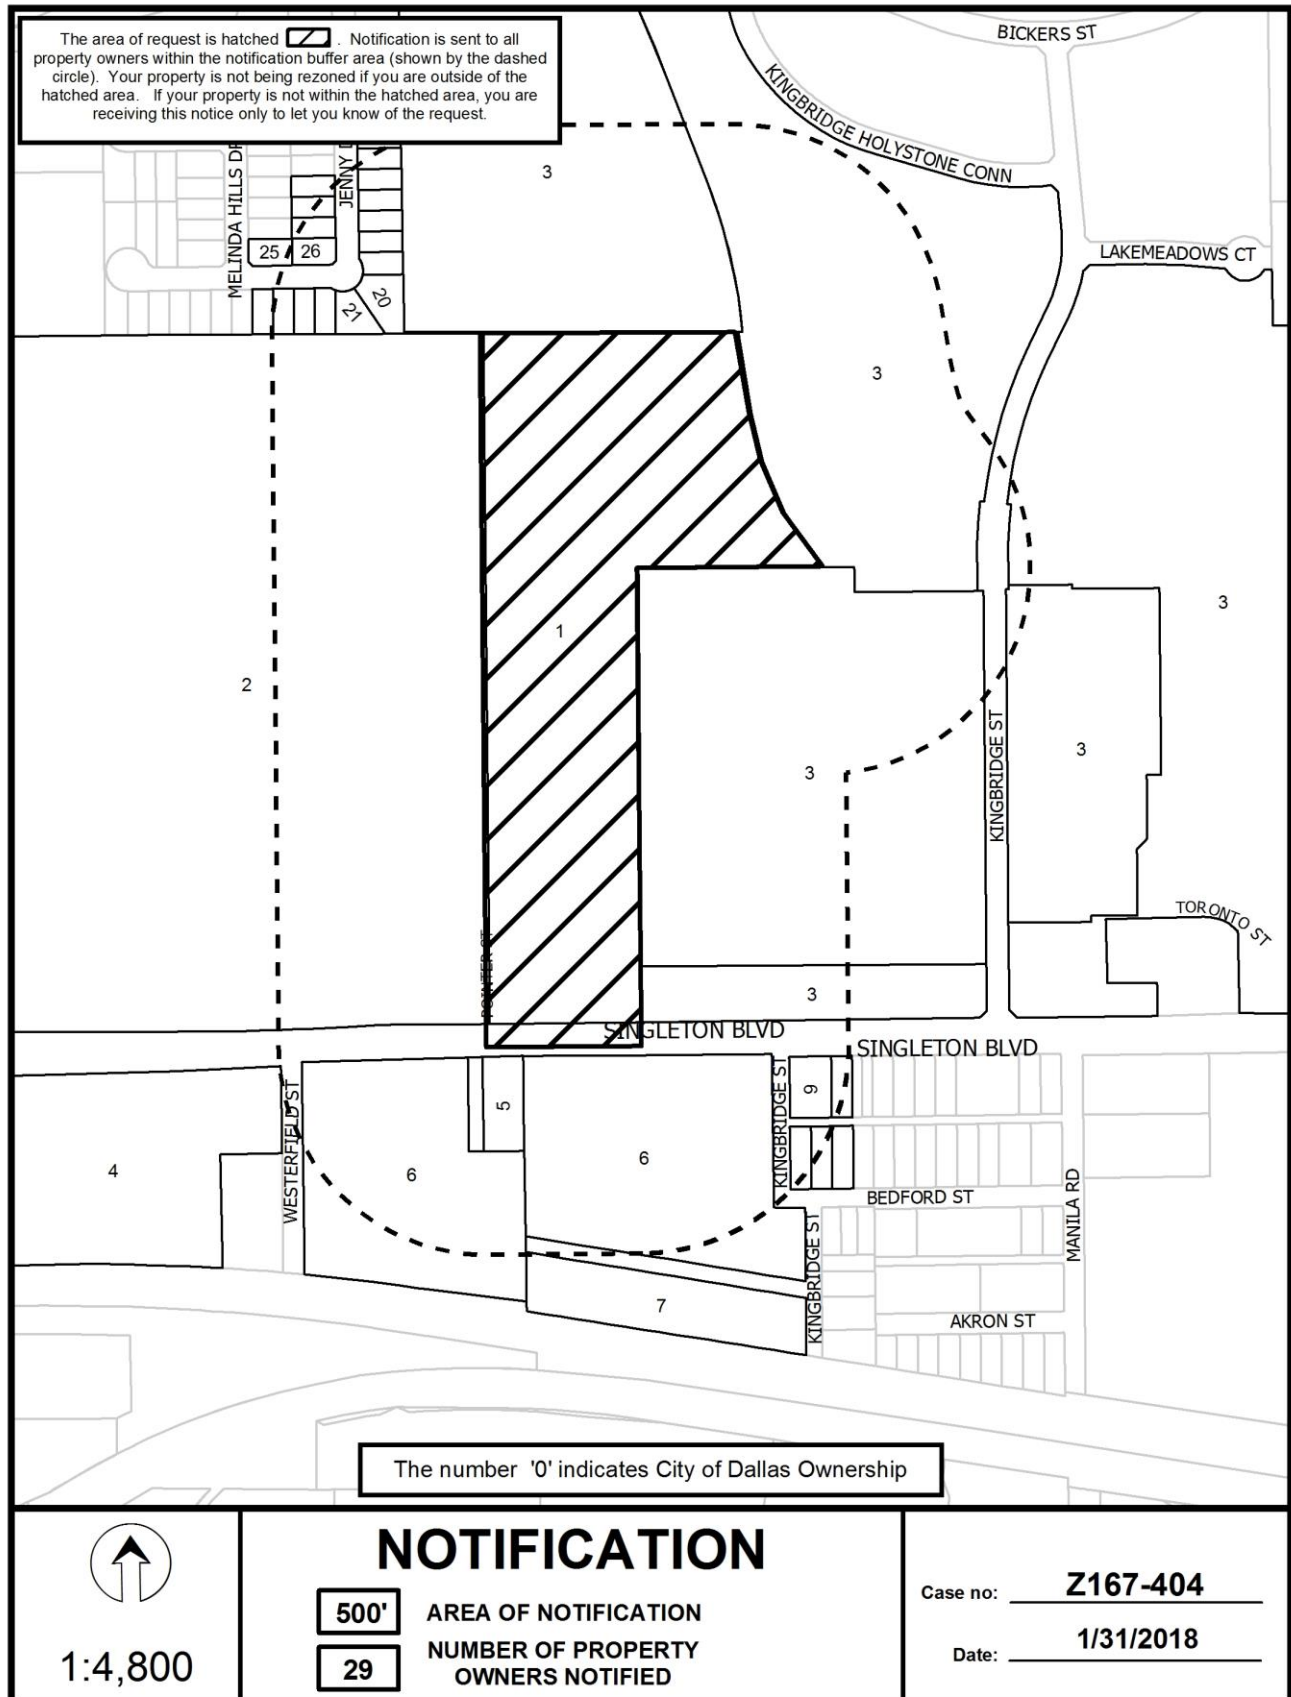 The area of request is hatched . Notification is sent to all
property owners within the notification buffer area (shown by the dashed
circle). Your property is not being rezoned if you are outside of the
hatched area. If your property is not within the hatched area, you are
receiving this notice only to let you know of the request.
BICKERS ST
KINGBRIDGE HOLYSTONE CONN
3
MELINDA HILLS DR
JENNY
25
26
LAKEMEADOWS CT
20
21
3
3
1
2
3
3
KINGBRIDGE ST
TORONTO ST
POINTER ST
3
SINGLETON BLVD
SINGLETON BLVD
WESTERFIELD ST
5
KINGBRIDGE ST
9
4
6
6
BEDFORD ST
MANILA RD
KINGBRIDGE ST
7
AKRON ST
The number '0' indicates City of Dallas Ownership
1:4,800
NOTIFICATION
500' AREA OF NOTIFICATION
29 NUMBER OF PROPERTY
OWNERS NOTIFIED
Case no: Z167-404
Date: 1/31/2018